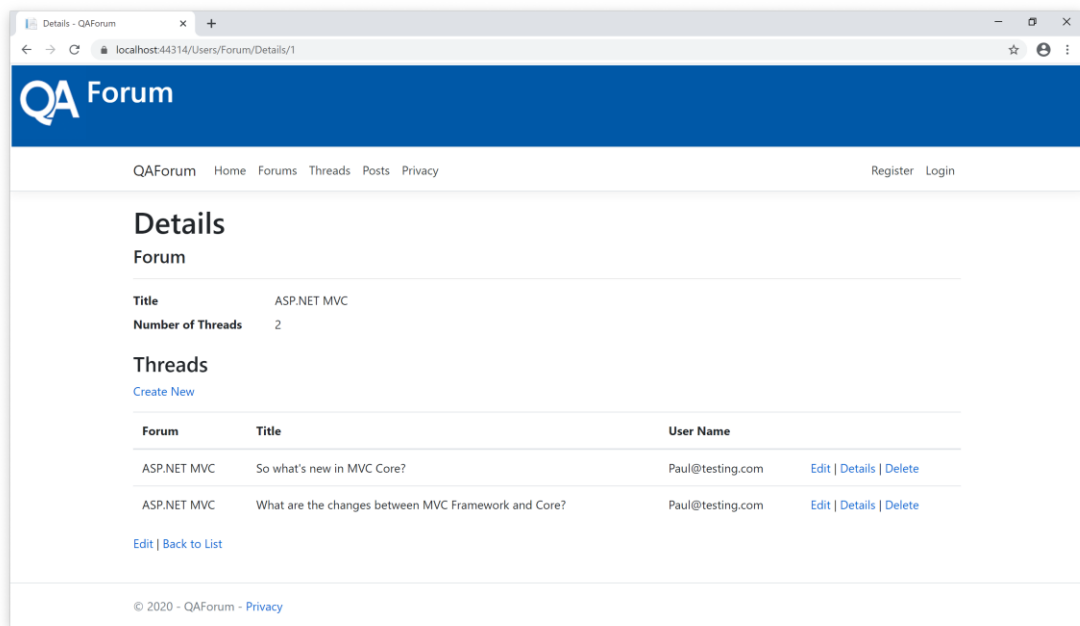 Details - QAForum
localhost:44314/Users/Forum/Details/1
QA Forum
QAForum Home Forums Threads Posts Privacy Register Login
Details
Forum
Title ASP.NET MVC
Number of Threads 2
Threads
Create New
Forum Title User Name
ASP.NET MVC So what's new in MVC Core? Paul@testing.com Edit | Details | Delete
ASP.NET MVC What are the changes between MVC Framework and Core? Paul@testing.com Edit | Details | Delete
Edit | Back to List
© 2020 - QAForum - Privacy